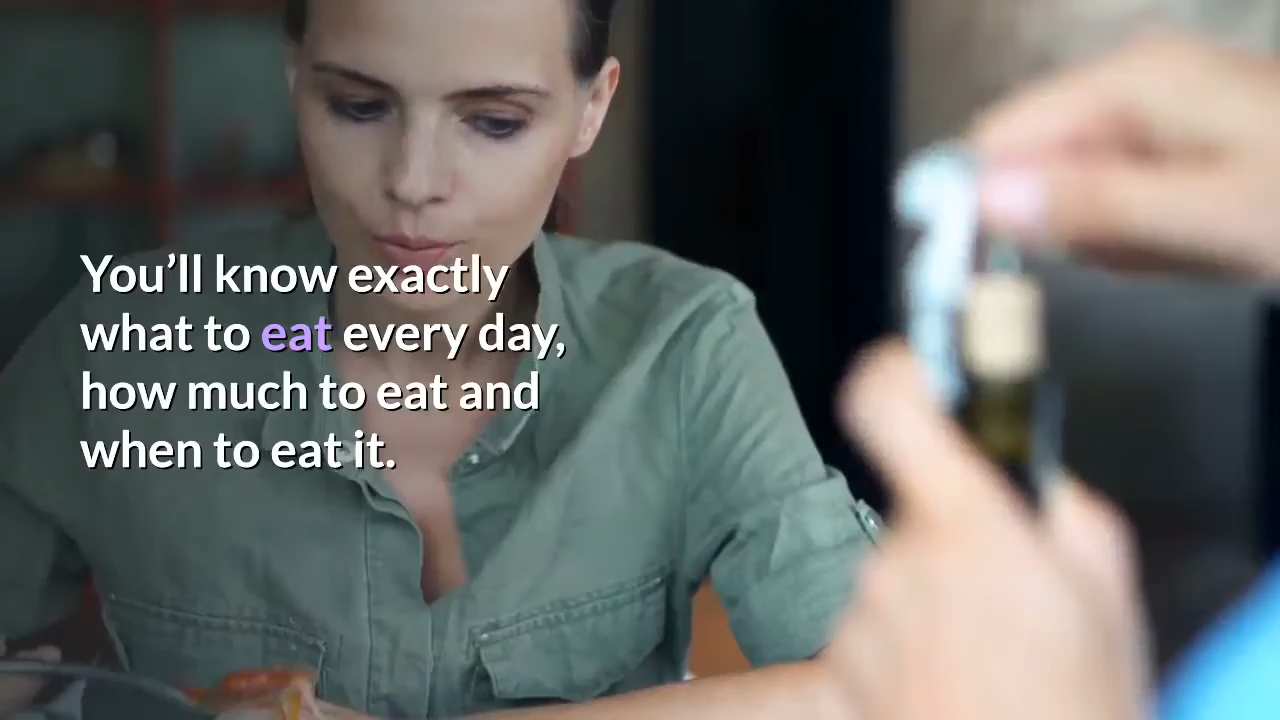 You’ll know exactly
what to eat every day,
how much to eat and
when to eat it.